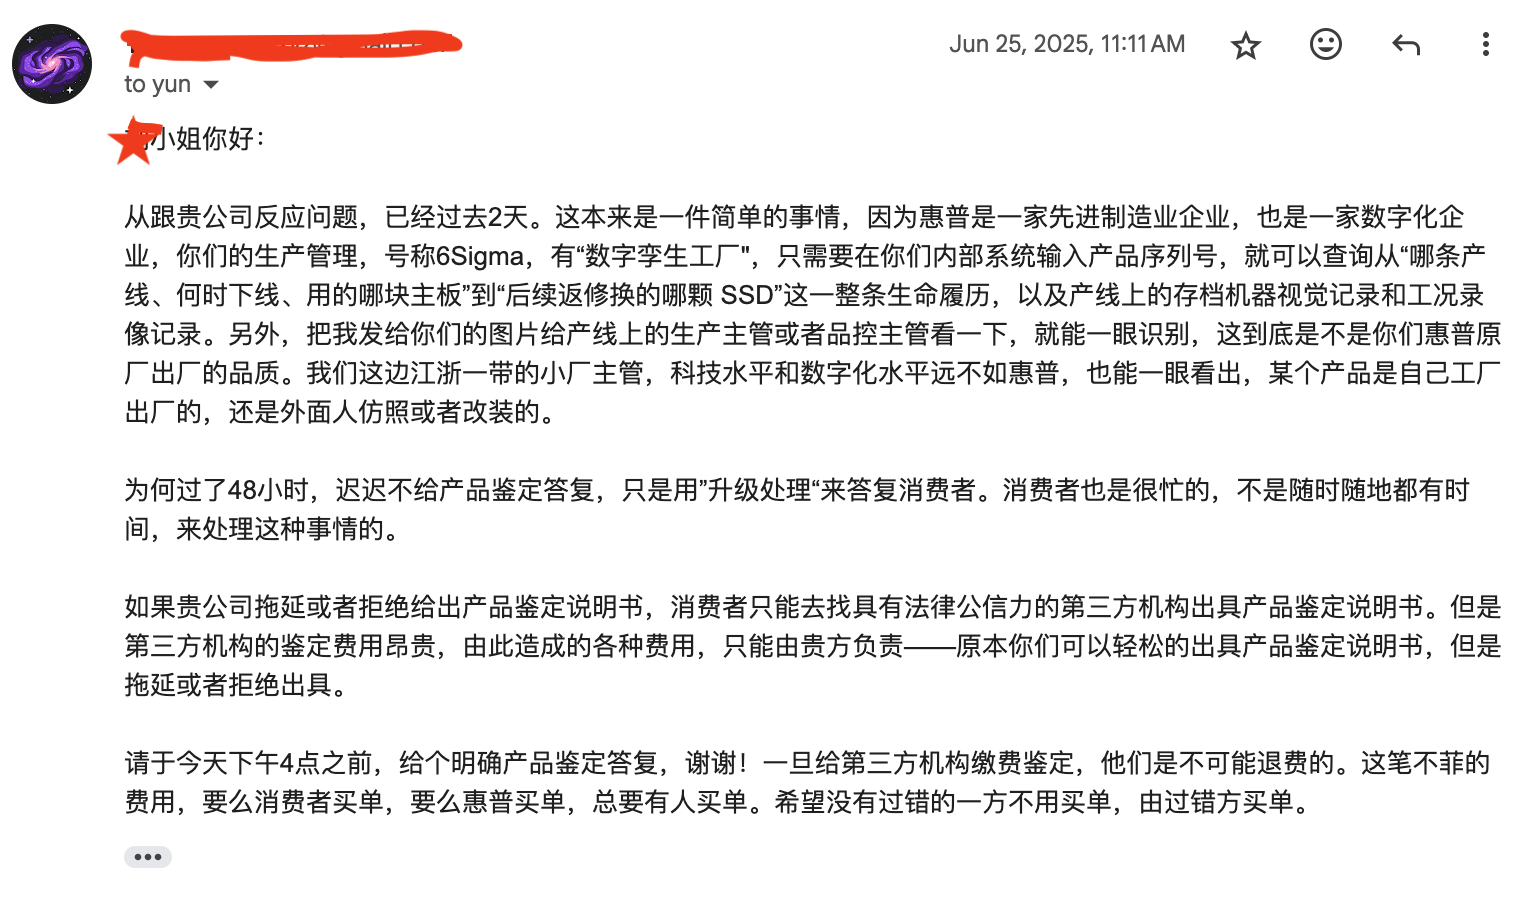 Jun 25, 2025, 11:11 AM
to yun
小姐你好：
从跟贵公司反应问题，已经过去2天。这本来是一件简单的事情，因为惠普是一家先进制造业企业，也是一家数字化企
业，你们的生产管理，号称6Sigma，有“数字孪生工厂"，只需要在你们内部系统输入产品序列号，就可以查询从“哪条产
线、何时下线、用的哪块主板”到“后续返修换的哪颗 SSD”这一整条生命履历，以及产线上的存档机器视觉记录和工况录
像记录。另外，把我发给你们的图片给产线上的生产主管或者品控主管看一下，就能一眼识别，这到底是不是你们惠普原
厂出厂的品质。我们这边江浙一带的小厂主管，科技水平和数字化水平远不如惠普，也能一眼看出，某个产品是自己工厂
出厂的，还是外面人仿照或者改装的。
为何过了48小时，迟迟不给产品鉴定答复，只是用”升级处理“来答复消费者。消费者也是很忙的，不是随时随地都有时
间，来处理这种事情的。
如果贵公司拖延或者拒绝给出产品鉴定说明书，消费者只能去找具有法律公信力的第三方机构出具产品鉴定说明书。但是
第三方机构的鉴定费用昂贵，由此造成的各种费用，只能由贵方负责——原本你们可以轻松的出具产品鉴定说明书，但是
拖延或者拒绝出具。
请于今天下午4点之前，给个明确产品鉴定答复，谢谢！一旦给第三方机构缴费鉴定，他们是不可能退费的。这笔不菲的
费用，要么消费者买单，要么惠普买单，总要有人买单。希望没有过错的一方不用买单，由过错方买单。